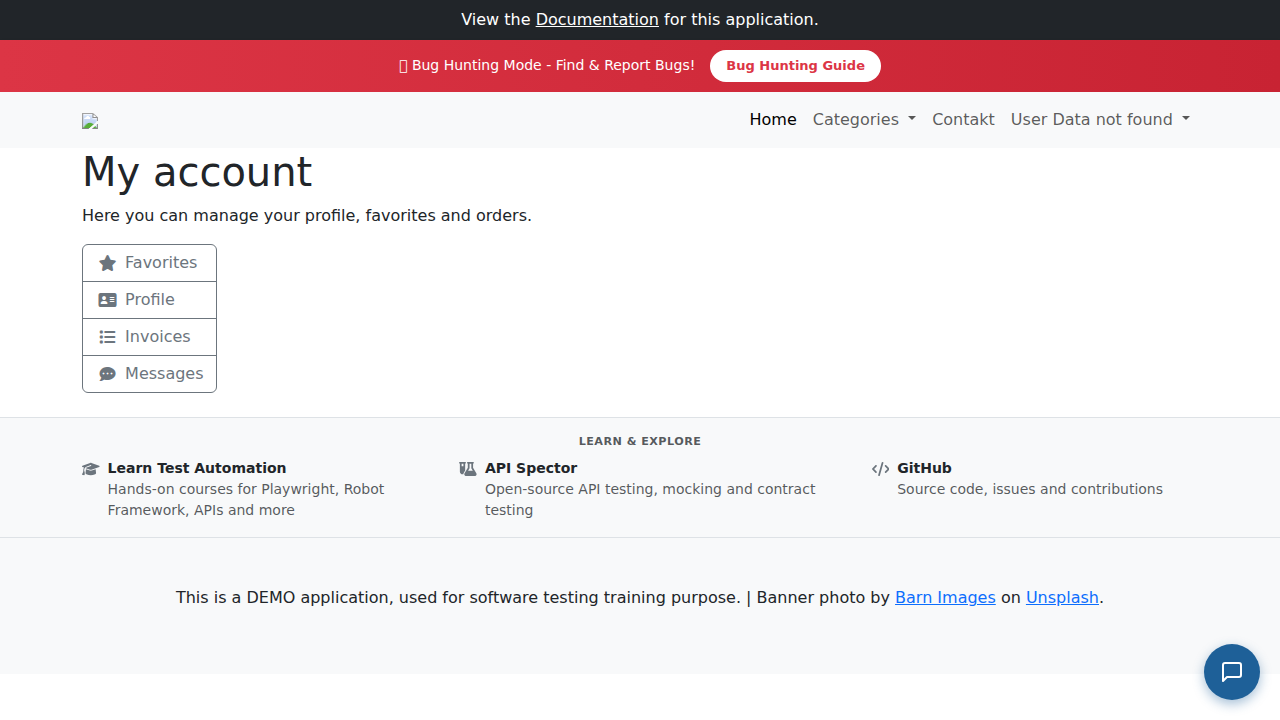 View the Documentation for this application.
Bug Hunting Mode - Find & Report Bugs! Bug Hunting Guide
Home Categories Contakt User Data not found
My account
Here you can manage your profile, favorites and orders.
Favorites
Profile
Invoices
Messages
LEARN & EXPLORE
Learn Test Automation
Hands-on courses for Playwright, Robot
Framework, APIs and more
API Spector
Open-source API testing, mocking and contract
testing
GitHub
Source code, issues and contributions
This is a DEMO application, used for software testing training purpose. | Banner photo by Barn Images on Unsplash.